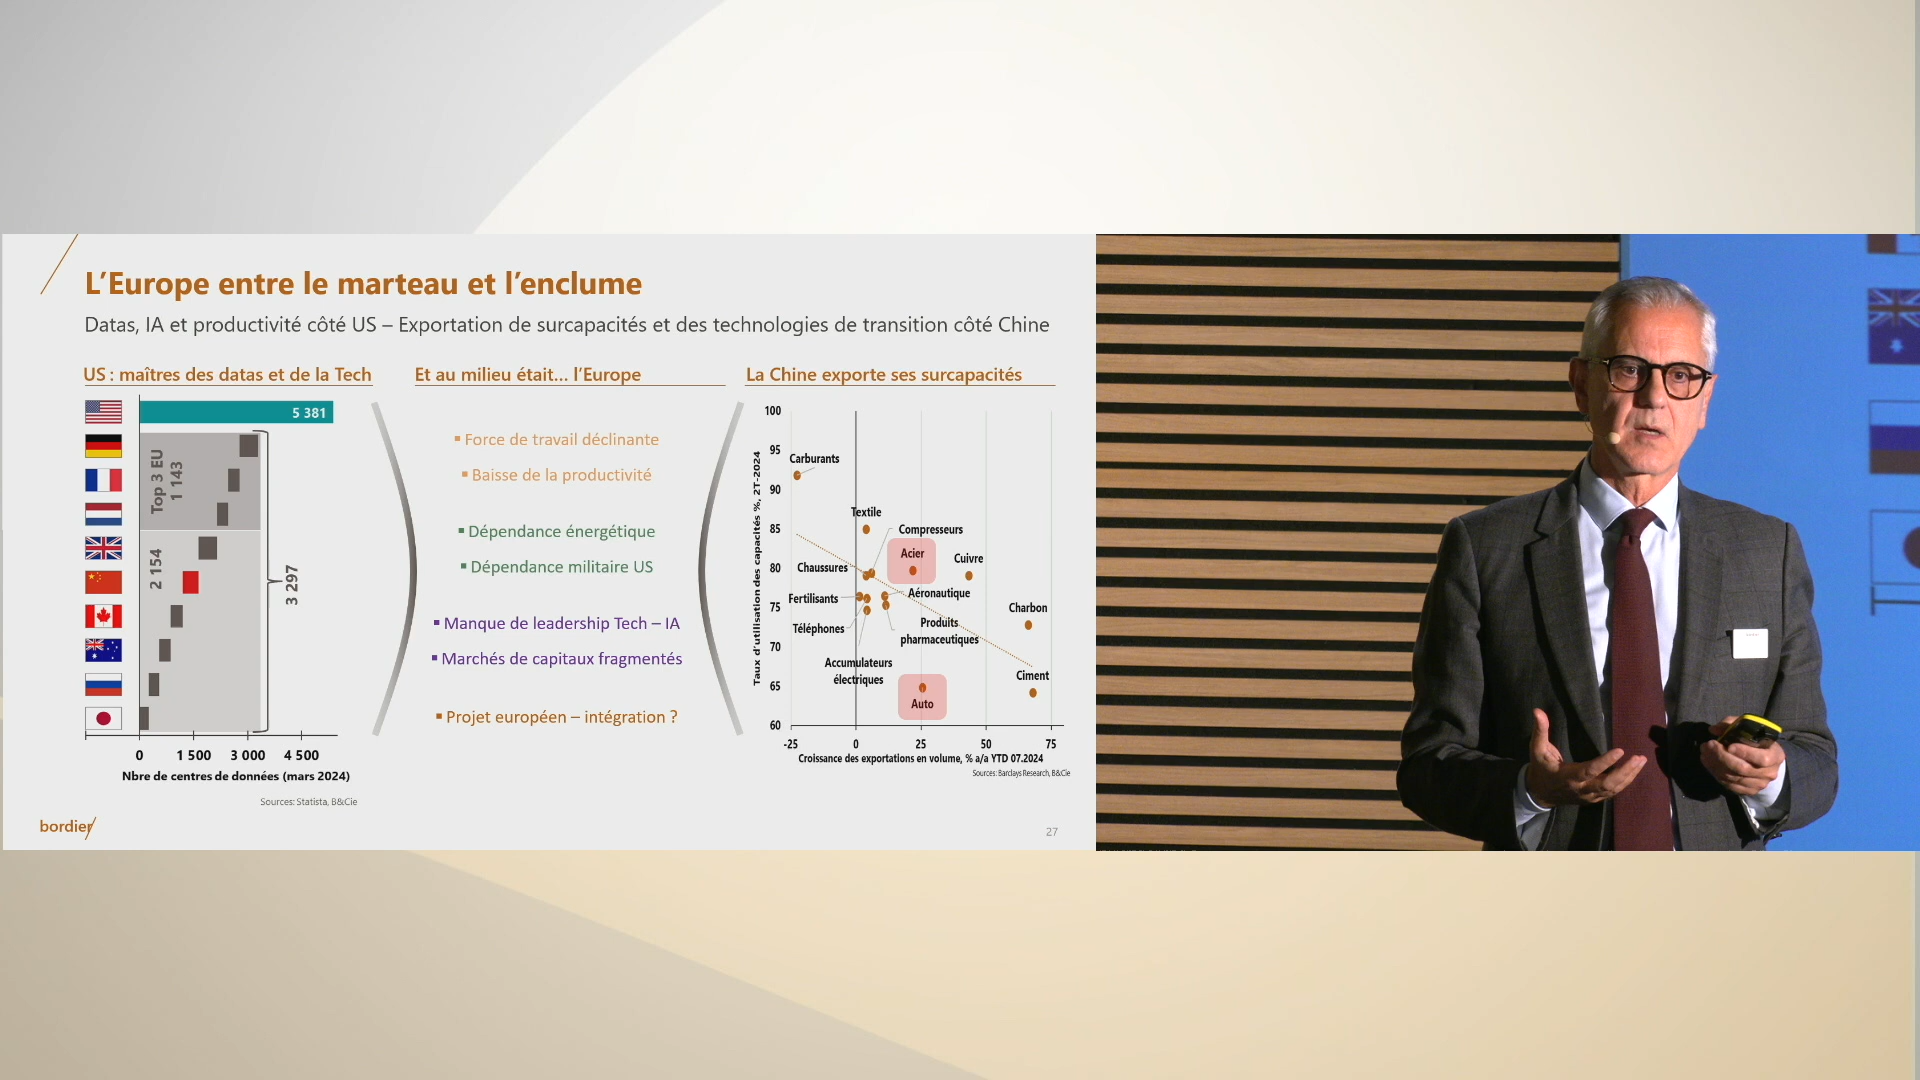 L’Europe entre le marteau et l’enclume
Datas, IA et productivité côté US – Exportation de surcapacités et des technologies de transition côté Chine
US : maîtres des datas et de la Tech
5 381
Top 3 EU
1 143
2 154
3 297
0
1 500
3 000
4 500
Nbre de centres de données (mars 2024)
Sources: Statista, B&Cie
Et au milieu était… l’Europe
▪ Force de travail déclinante
▪ Baisse de la productivité
▪ Dépendance énergétique
▪ Dépendance militaire US
▪ Manque de leadership Tech – IA
▪ Marchés de capitaux fragmentés
▪ Projet européen – intégration ?
La Chine exporte ses surcapacités
Taux d’utilisation des capacités %, 2T-2024
100
95
90
85
80
75
70
65
60
Carburants
Textile
Compresseurs
Acier
Cuivre
Chaussures
Fertilisants
Aéronautique
Charbon
Téléphones
Produits
pharmaceutiques
Accumulateurs
électriques
Ciment
Auto
-25
0
25
50
75
Croissance des exportations en volume, % a/a YTD 07.2024
Sources: Barclays Research, B&Cie
bordier
27